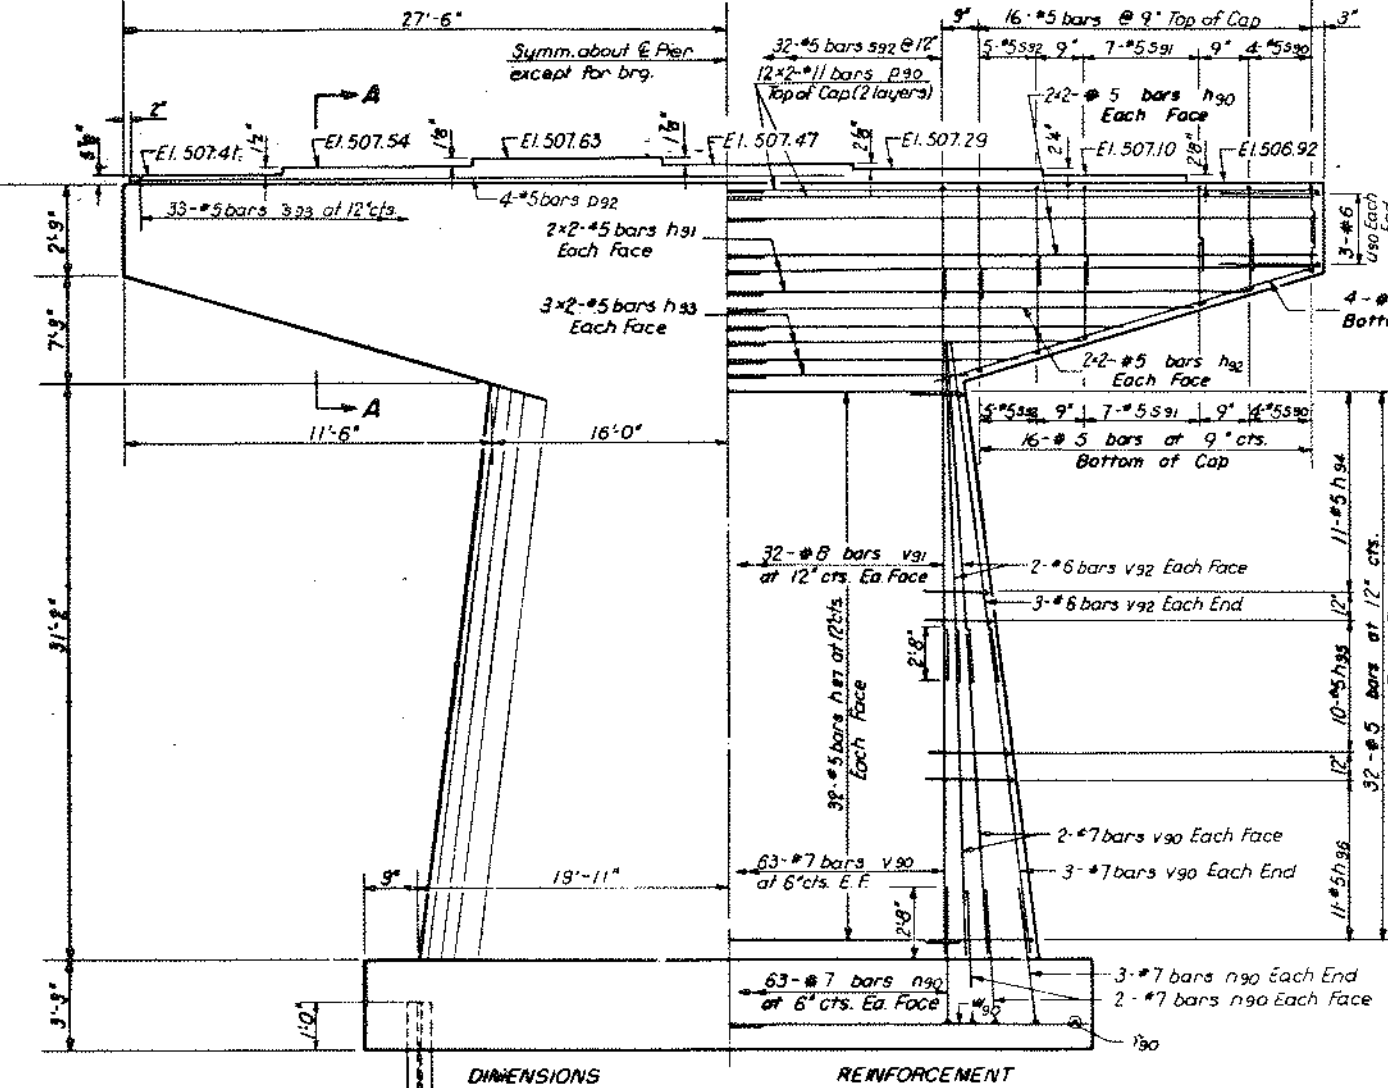 27'-6"
9"
16-#5 bars @ 9" Top of Cap
3"
Symm. about ℄ Pier
except for brg.
32-#5 bars s92 @ 12"
5-#5 s92
9"
7-#5 s91
9"
4-#5 s90
12×2-#11 bars p90
Top of Cap (2 layers)
2×2-#5 bars h90
Each Face
A
2"
El. 507.41
1½"
El. 507.54
El. 507.63
El. 507.47
El. 507.29
2¼"
El. 507.10
El. 506.92
33-#5 bars s93 at 12" cts.
4-#5 bars p92
3-#6
u90 Each
End
2'-9"
2×2-#5 bars h91
Each Face
7'-9"
3×2-#5 bars h93
Each Face
4-#
Botto
2×2-#5 bars h92
Each Face
A
11'-6"
16'-0"
5-#5 s92
9"
7-#5 s91
9"
4-#5 s90
16-#5 bars at 9" cts.
Bottom of Cap
11-#5 h94
32-#8 bars v91
at 12" cts. Ea. Face
2-#6 bars v92 Each Face
3-#6 bars v92 Each End
12"
2'-8"
32-#5 bars h97 at 12" cts.
Each Face
10-#5 h95
32-#5 bars at 12" cts.
12"
2-#7 bars v90 Each Face
63-#7 bars v90
at 6" cts. E.F.
3-#7 bars v90 Each End
11-#5 h96
9"
19'-11"
2'-8"
63-#7 bars n90
at 6" cts. Ea. Face
3-#7 bars n90 Each End
2-#7 bars n90 Each Face
3'-3"
1'-0"
DIMENSIONS
REINFORCEMENT